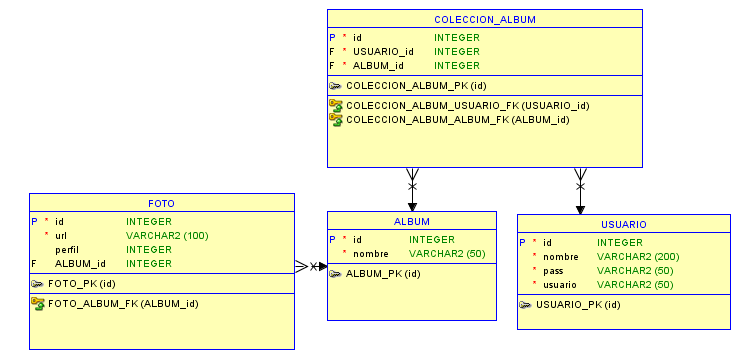 COLECCION_ALBUM
P * id INTEGER
F * USUARIO_id INTEGER
F * ALBUM_id INTEGER
COLECCION_ALBUM_PK (id)
COLECCION_ALBUM_USUARIO_FK (USUARIO_id)
COLECCION_ALBUM_ALBUM_FK (ALBUM_id)
FOTO
P * id INTEGER
* url VARCHAR2 (100)
perfil INTEGER
F ALBUM_id INTEGER
FOTO_PK (id)
FOTO_ALBUM_FK (ALBUM_id)
ALBUM
P * id INTEGER
* nombre VARCHAR2 (50)
ALBUM_PK (id)
USUARIO
P * id INTEGER
* nombre VARCHAR2 (200)
* pass VARCHAR2 (50)
* usuario VARCHAR2 (50)
USUARIO_PK (id)